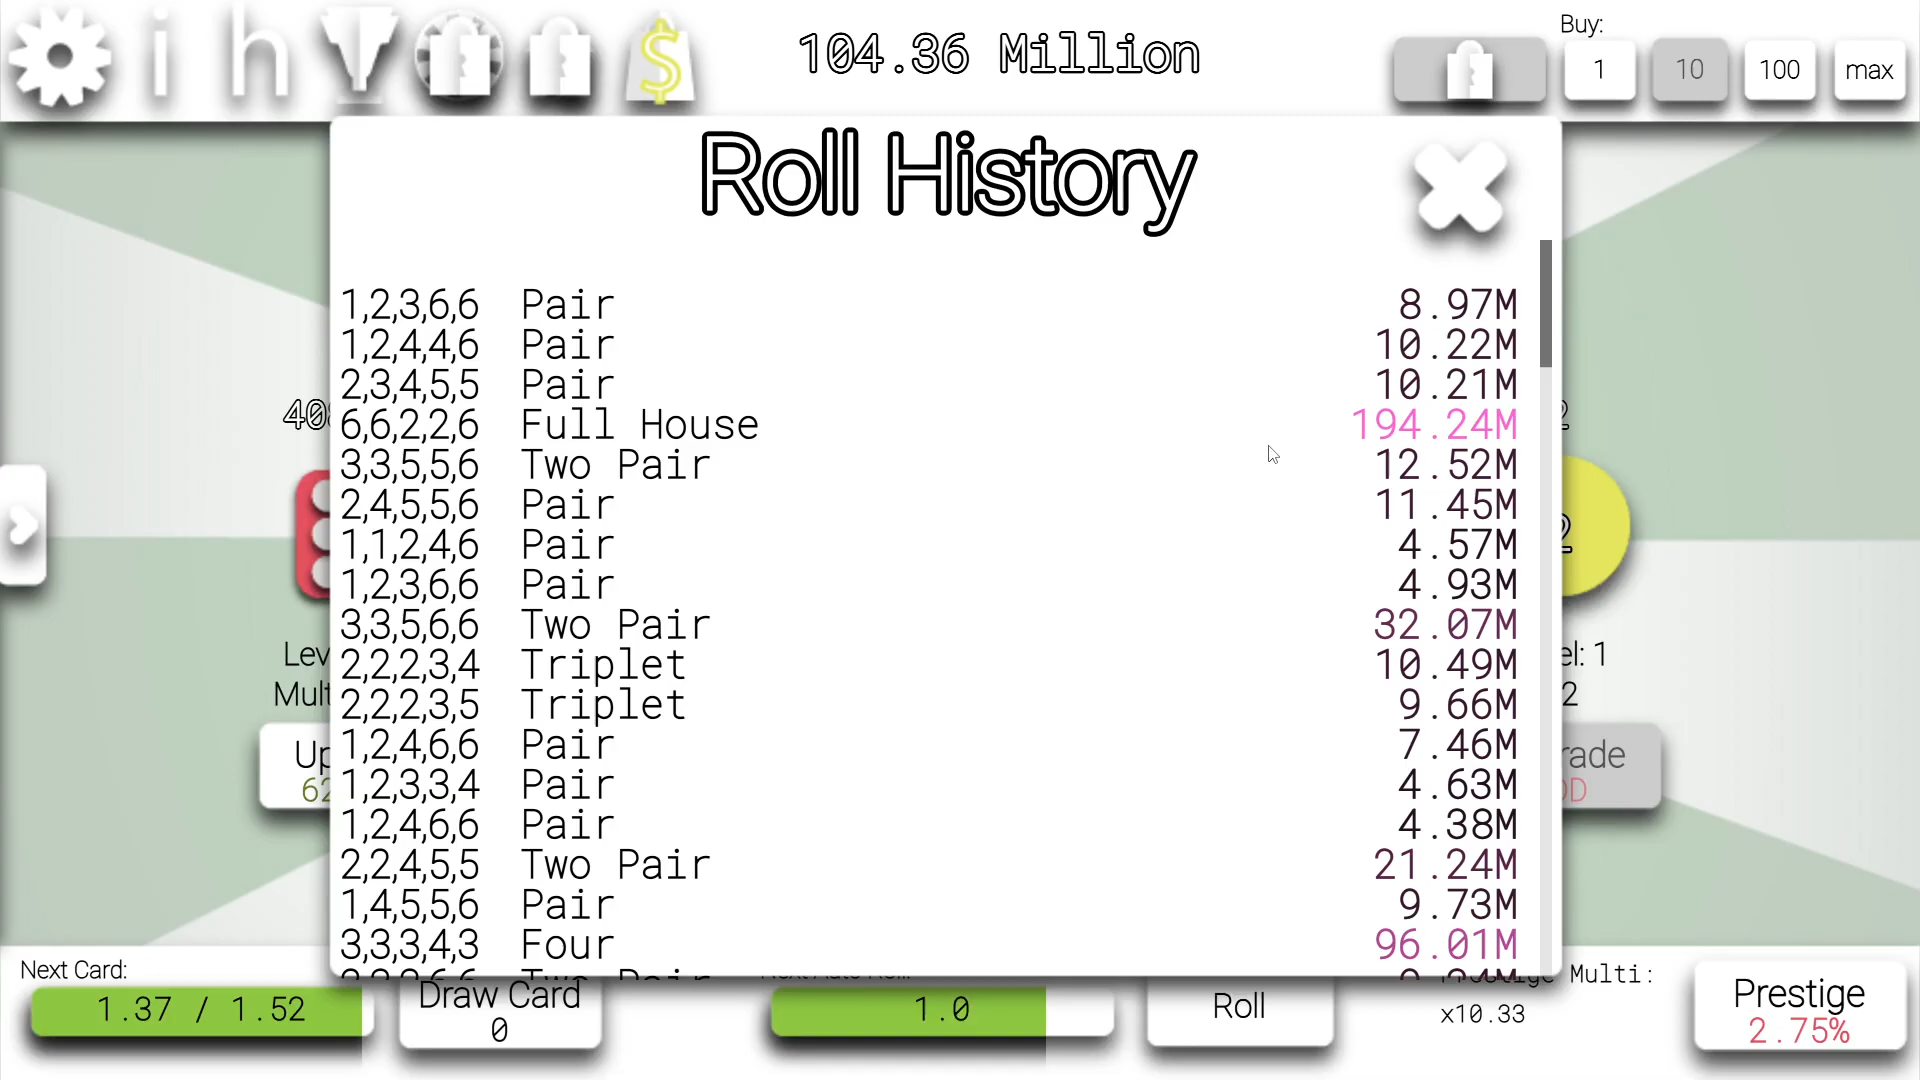 i h $ 104.36 Million
Buy:
1 10 100 max
Roll History
1,2,3,6,6 Pair 8.97M
1,2,4,4,6 Pair 10.22M
2,3,4,5,5 Pair 10.21M
6,6,2,2,6 Full House 194.24M
3,3,5,5,6 Two Pair 12.52M
2,4,5,5,6 Pair 11.45M
1,1,2,4,6 Pair 4.57M
1,2,3,6,6 Pair 4.93M
3,3,5,6,6 Two Pair 32.07M
2,2,2,3,4 Triplet 10.49M
2,2,2,3,5 Triplet 9.66M
1,2,4,6,6 Pair 7.46M
1,2,3,3,4 Pair 4.63M
1,2,4,6,6 Pair 4.38M
2,2,4,5,5 Two Pair 21.24M
1,4,5,5,6 Pair 9.73M
3,3,3,4,3 Four 96.01M
Two Pair
Next Card:
1.37 / 1.52
Draw Card
0
1.0
Roll
Multi:
x10.33
Prestige
2.75%